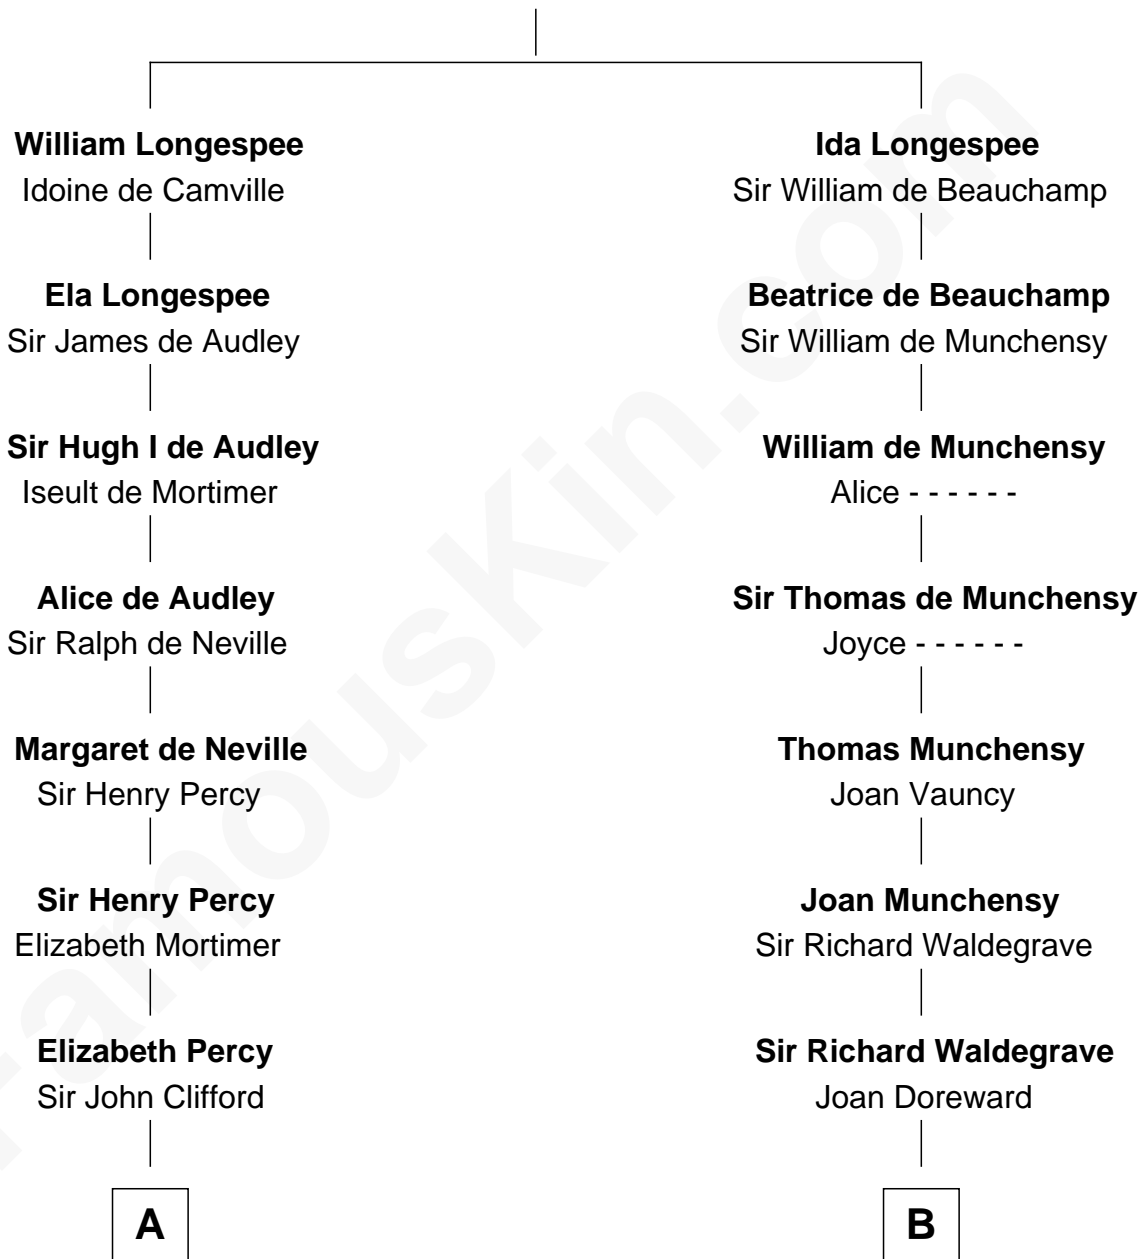 William Longespee
Idoine de Camville
Ela Longespee
Sir James de Audley
Sir Hugh I de Audley
Iseult de Mortimer
Alice de Audley
Sir Ralph de Neville
Margaret de Neville
Sir Henry Percy
Sir Henry Percy
Elizabeth Mortimer
Elizabeth Percy
Sir John Clifford
A
Ida Longespee
Sir William de Beauchamp
Beatrice de Beauchamp
Sir William de Munchensy
William de Munchensy
Alice - - - - - -
Sir Thomas de Munchensy
Joyce - - - - - -
Thomas Munchensy
Joan Vauncy
Joan Munchensy
Sir Richard Waldegrave
Sir Richard Waldegrave
Joan Doreward
B
FamousKin.com